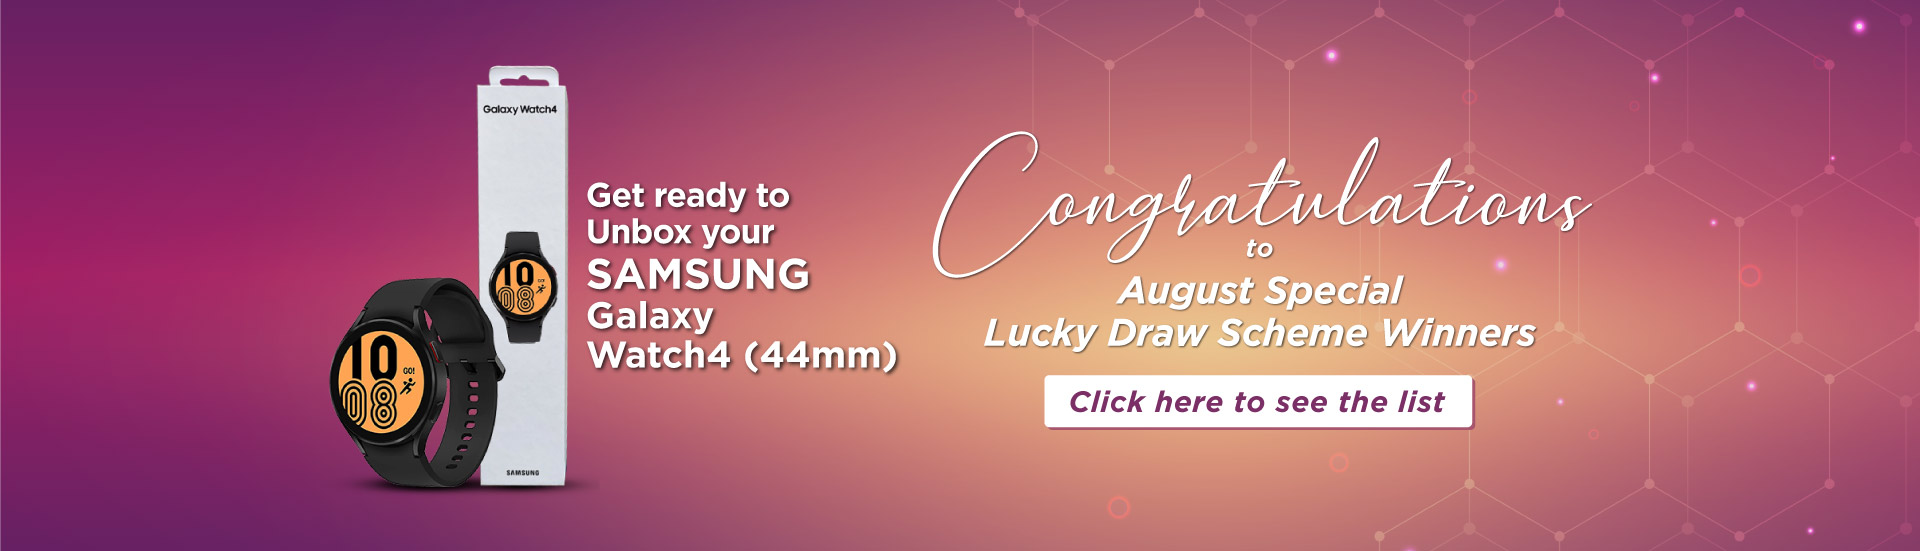 Galaxy Watch4
10
08
GO!
SAMSUNG
10
08
GO!
Get ready to
Unbox your
SAMSUNG
Galaxy
Watch4 (44mm)
Congratulations
to
August Special
Lucky Draw Scheme Winners
Click here to see the list